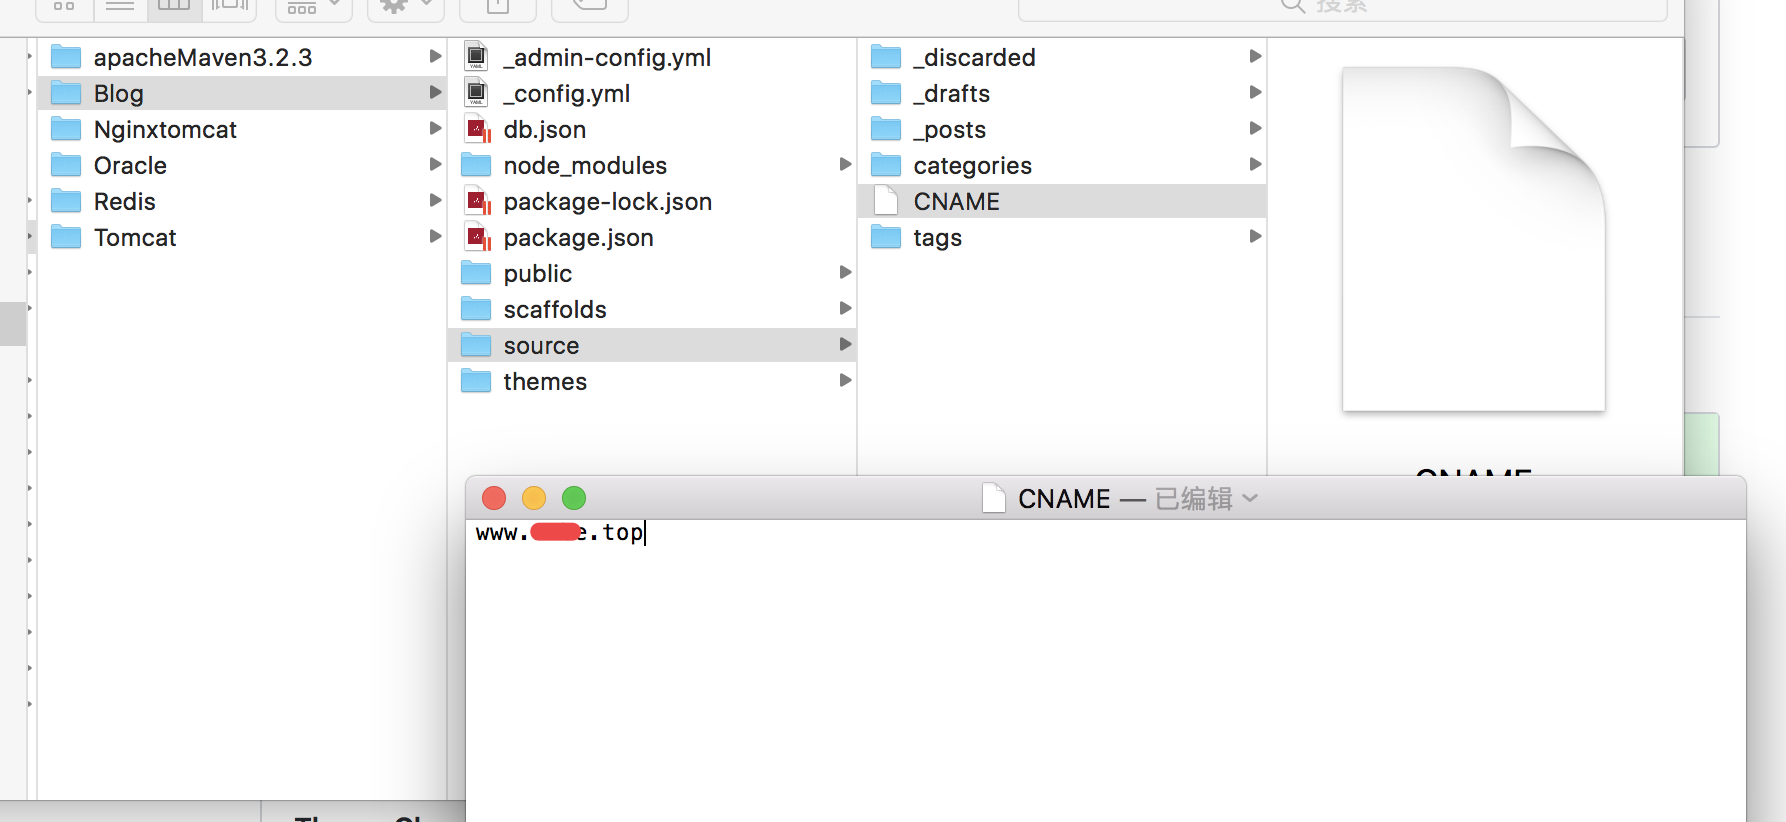 搜索
apacheMaven3.2.3
Blog
Nginxtomcat
Oracle
Redis
Tomcat
_admin-config.yml
_config.yml
db.json
node_modules
package-lock.json
package.json
public
scaffolds
source
themes
_discarded
_drafts
_posts
categories
CNAME
tags
CNAME
CNAME — 已编辑
www. e.top